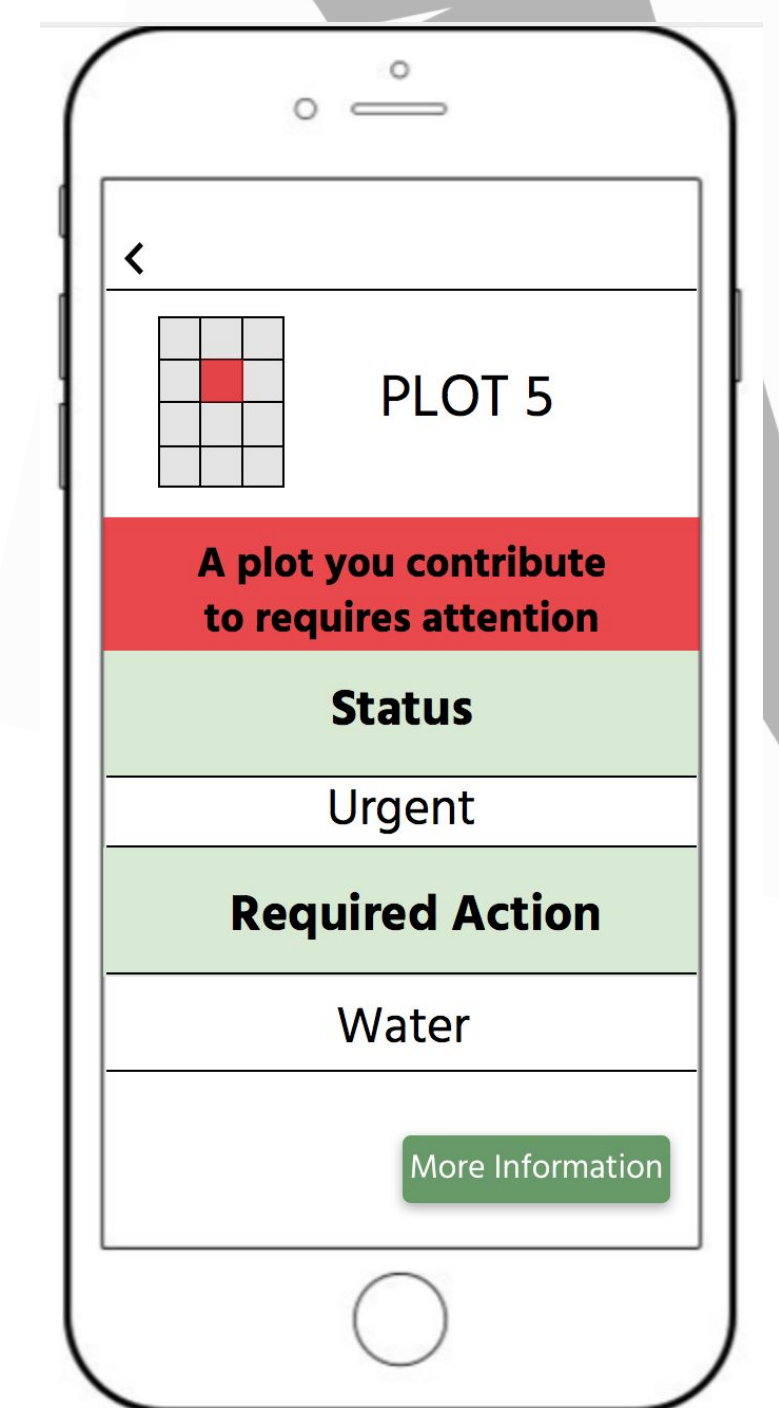 PLOT 5
A plot you contribute
to requires attention
Status
Urgent
Required Action
Water
More Information